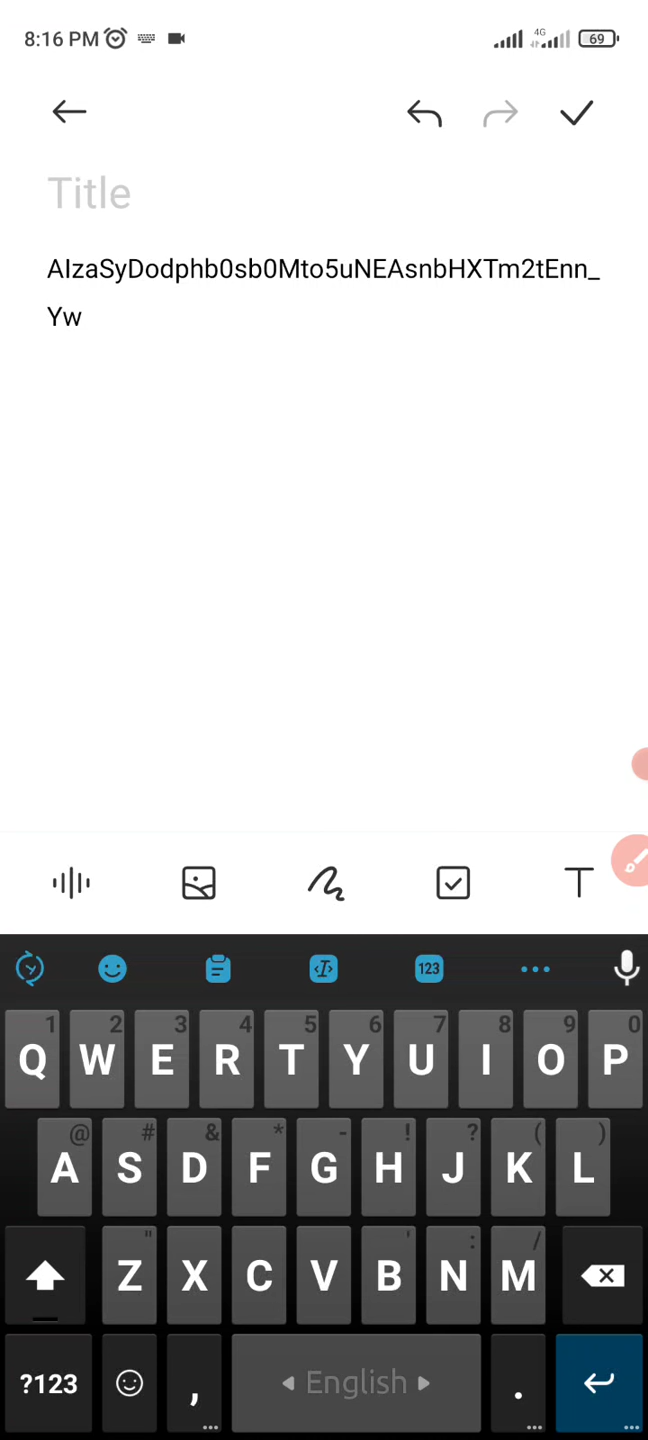 8:16 PM
4G
69
Title
AIzaSyDodphb0sb0Mto5uNEAsnbHXTm2tEnn_
Yw
T
123
1 2 3 4 5 6 7 8 9 0
Q W E R T Y U I O P
@ # & * - ! ? ( )
A S D F G H J K L
" ' : /
Z X C V B N M
?123 , English .